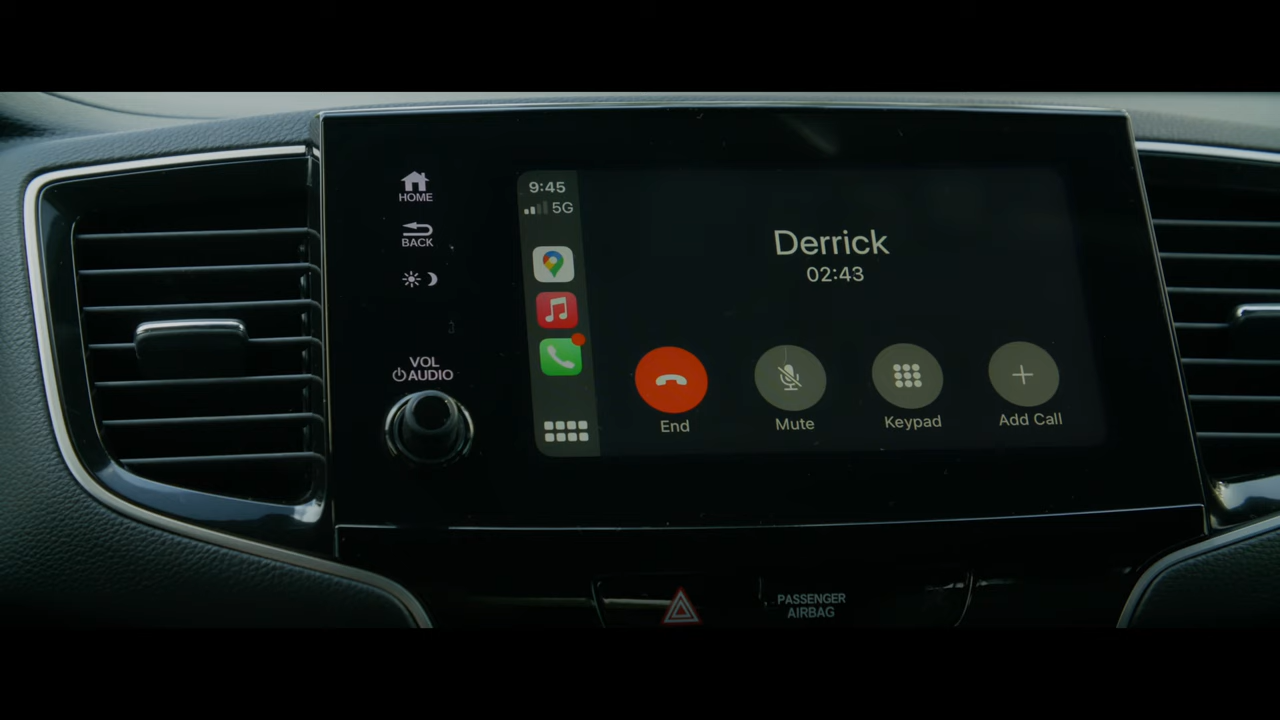 HOME
BACK
VOL
AUDIO
9:45
5G
Derrick
02:43
End
Mute
Keypad
Add Call
PASSENGER
AIRBAG